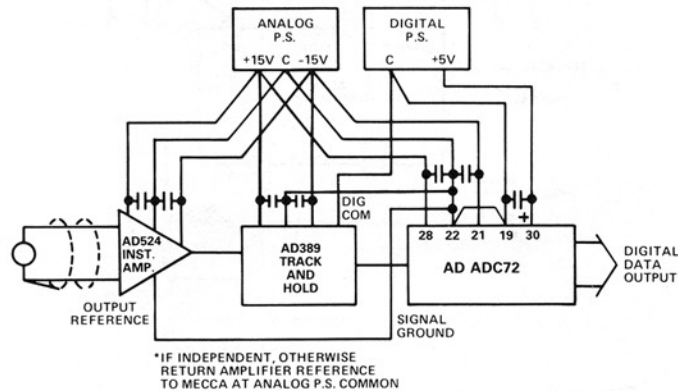 ANALOG
P.S.
+15V C -15V
DIGITAL
P.S.
C +5V
DIG
COM
AD524
INST.
AMP.
AD389
TRACK
AND
HOLD
28 22 21 19 30
+
AD ADC72
DIGITAL
DATA
OUTPUT
OUTPUT
REFERENCE
SIGNAL
GROUND
*IF INDEPENDENT, OTHERWISE
RETURN AMPLIFIER REFERENCE
TO MECCA AT ANALOG P.S. COMMON